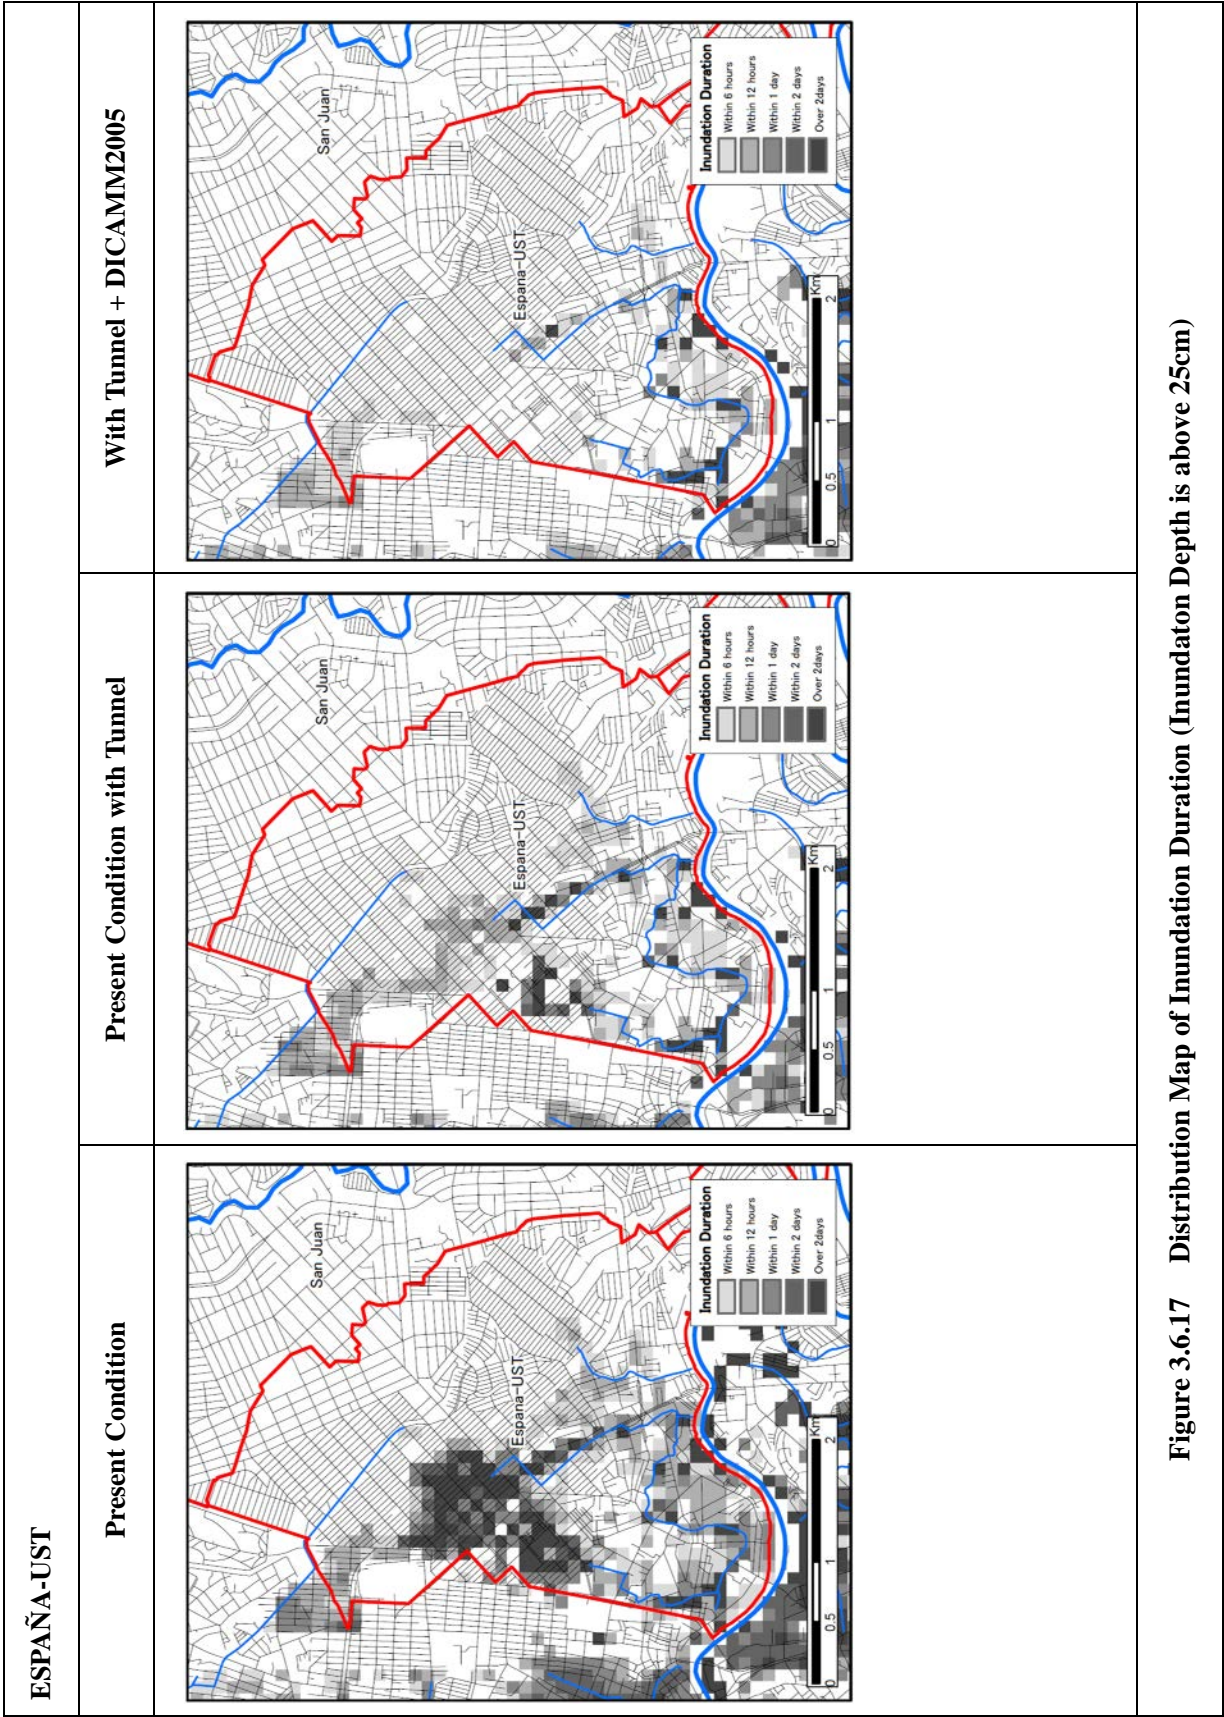 ESPAÑA-UST
Present Condition
Present Condition with Tunnel
With Tunnel + DICAMM2005
San Juan
Espana-UST
Inundation Duration
Within 6 hours
Within 12 hours
Within 1 day
Within 2 days
Over 2days
Km
0 0.5 1 2
San Juan
Espana-UST
Inundation Duration
Within 6 hours
Within 12 hours
Within 1 day
Within 2 days
Over 2days
Km
0 0.5 1 2
San Juan
Espana-UST
Inundation Duration
Within 6 hours
Within 12 hours
Within 1 day
Within 2 days
Over 2days
Km
0 0.5 1 2
Figure 3.6.17 Distribution Map of Inundation Duration (Inundaton Depth is above 25cm)